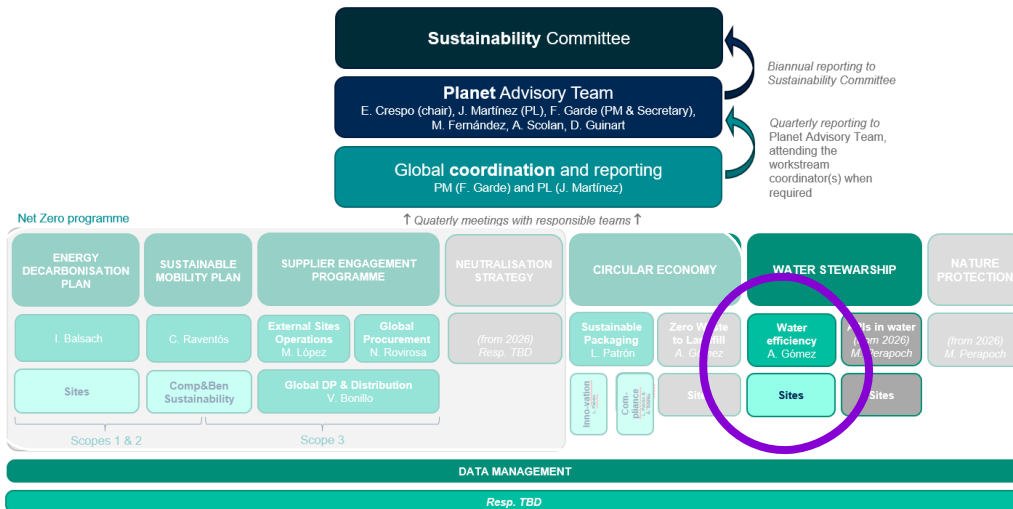 Sustainability Committee
Biannual reporting to
Sustainability Committee
Planet Advisory Team
E. Crespo (chair), J. Martínez (PL), F. Garde (PM & Secretary),
M. Fernández, A. Scolan, D. Guinart
Quarterly reporting to
Planet Advisory Team,
attending the
workstream
coordinator(s) when
required
Global coordination and reporting
PM (F. Garde) and PL (J. Martínez)
Net Zero programme
↑ Quaterly meetings with responsible teams ↑
ENERGY
DECARBONISATION
PLAN
SUSTAINABLE
MOBILITY PLAN
SUPPLIER ENGAGEMENT
PROGRAMME
NEUTRALISATION
STRATEGY
CIRCULAR ECONOMY
WATER STEWARSHIP
NATURE
PROTECTION
I. Balsach
C. Raventós
External Sites
Operations
M. López
Global
Procurement
N. Rovirosa
(from 2026)
Resp. TBD
Sustainable
Packaging
L. Patrón
Zero Waste
to Landfill
A. Gómez
Water
efficiency
A. Gómez
APIs in water
(from 2026)
M. Perapoch
(from 2026)
M. Perapoch
Sites
Comp&Ben
Sustainability
Global DP & Distribution
V. Bonillo
Inno-vation
Com-
pliance
Sites
Sites
Sites
Scopes 1 & 2
Scope 3
DATA MANAGEMENT
Resp. TBD